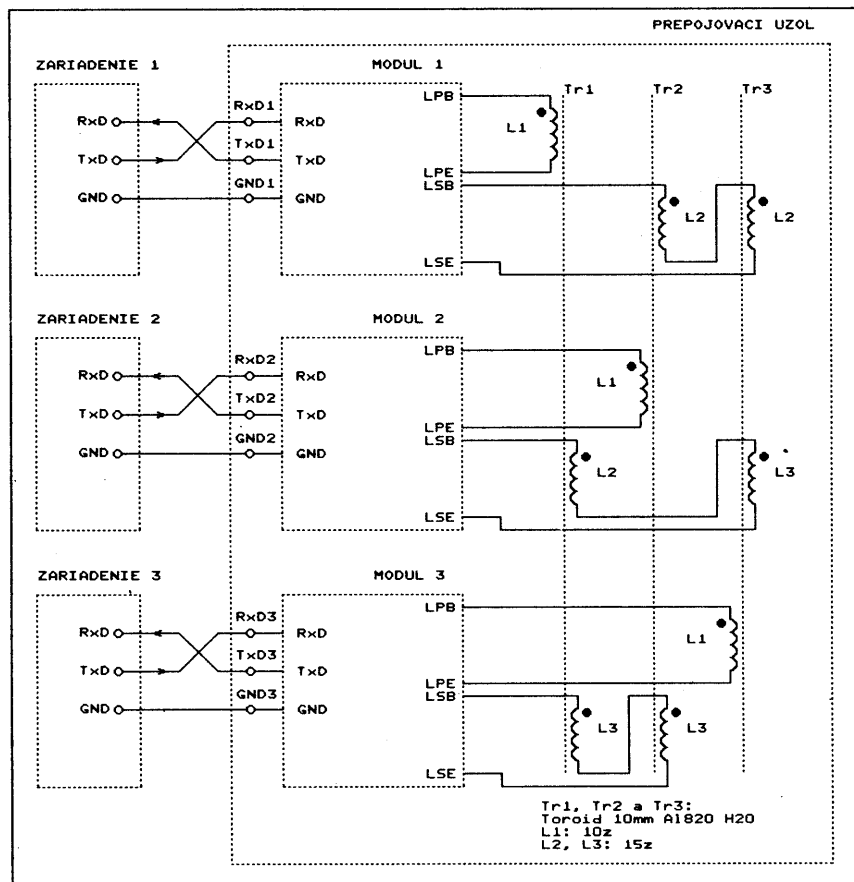 PREPOJOVACI UZOL
ZARIADENIE 1
MODUL 1
Tr1
Tr2
Tr3
LPB
RxD1
RxD
RxD
L1
TxD1
TxD
TxD
LPE
GND1
LSB
GND
GND
L2
L2
LSE
ZARIADENIE 2
MODUL 2
LPB
RxD2
RxD
RxD
L1
TxD2
TxD
TxD
LPE
GND2
LSB
GND
GND
L2
L3
LSE
ZARIADENIE 3
MODUL 3
LPB
RxD3
RxD
RxD
L1
TxD3
TxD
TxD
LPE
GND3
LSB
GND
GND
L3
L3
LSE
Tr1, Tr2 a Tr3:
Toroid 10mm Al820 H20
L1: 10z
L2, L3: 15z